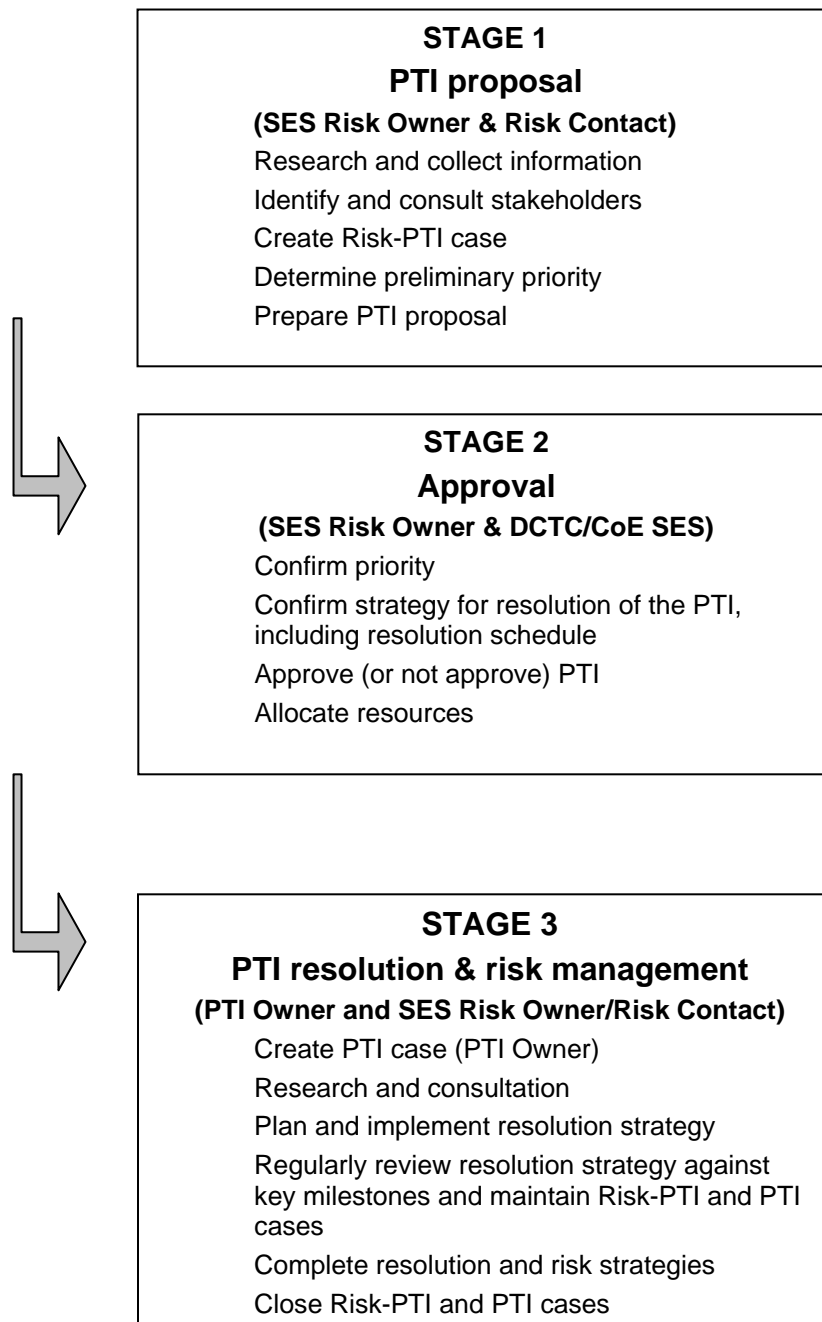 STAGE 1
PTI proposal
(SES Risk Owner & Risk Contact)
Research and collect information
Identify and consult stakeholders
Create Risk-PTI case
Determine preliminary priority
Prepare PTI proposal
STAGE 2
Approval
(SES Risk Owner & DCTC/CoE SES)
Confirm priority
Confirm strategy for resolution of the PTI,
including resolution schedule
Approve (or not approve) PTI
Allocate resources
STAGE 3
PTI resolution & risk management
(PTI Owner and SES Risk Owner/Risk Contact)
Create PTI case (PTI Owner)
Research and consultation
Plan and implement resolution strategy
Regularly review resolution strategy against
key milestones and maintain Risk-PTI and PTI
cases
Complete resolution and risk strategies
Close Risk-PTI and PTI cases